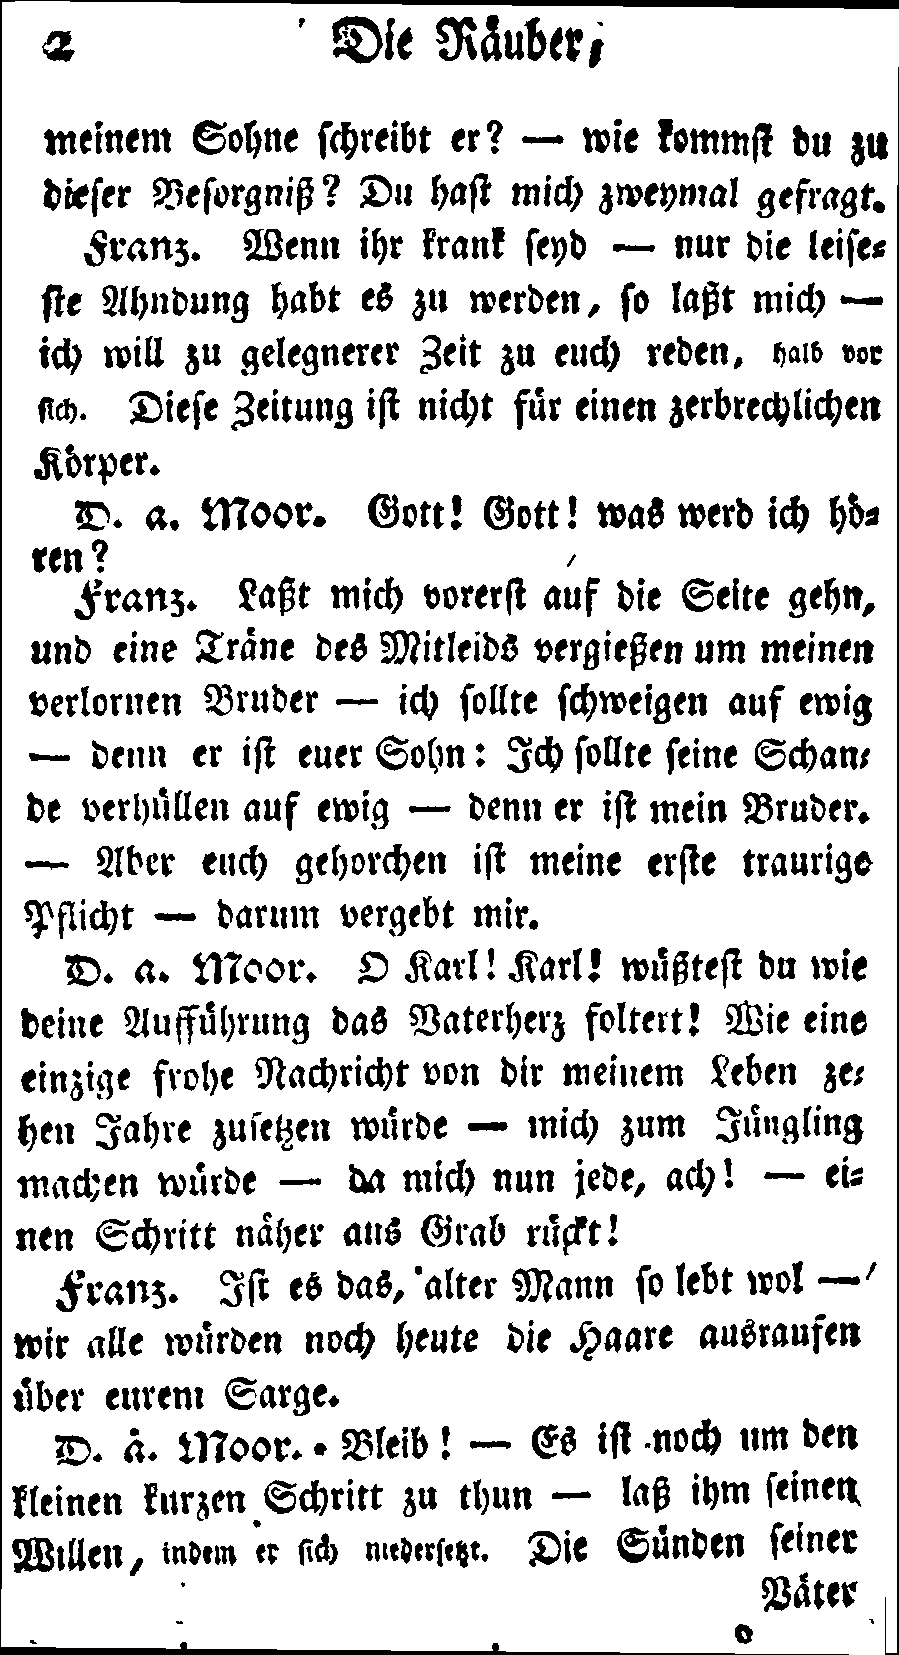 2 Die Räuber,
meinem Sohne schreibt er? — wie kommst du zu
dieser Besorgniß? Du hast mich zweymal gefragt.
Franz. Wenn ihr krank seyd — nur die leise-
ste Ahndung habt es zu werden, so laßt mich —
ich will zu gelegnerer Zeit zu euch reden, halb vor
sich. Diese Zeitung ist nicht für einen zerbrechlichen
Körper.
D. a. Moor. Gott! Gott! was werd ich hö-
ren?
Franz. Laßt mich vorerst auf die Seite gehn,
und eine Träne des Mitleids vergießen um meinen
verlornen Bruder — ich sollte schweigen auf ewig
— denn er ist euer Sohn: Ich sollte seine Schan-
de verhüllen auf ewig — denn er ist mein Bruder.
— Aber euch gehorchen ist meine erste traurige
Pflicht — darum vergebt mir.
D. a. Moor. O Karl! Karl! wüßtest du wie
deine Aufführung das Vaterherz foltert! Wie eine
einzige frohe Nachricht von dir meinem Leben ze-
hen Jahre zusetzen würde — mich zum Jüngling
machen würde — da mich nun jede, ach! — ei-
nen Schritt näher ans Grab rückt!
Franz. Ist es das, alter Mann so lebt wol —
wir alle würden noch heute die Haare ausraufen
über eurem Sarge.
D. a. Moor. Bleib! — Es ist noch um den
kleinen kurzen Schritt zu thun — laß ihm seinen
Willen, indem er sich niedersetzt. Die Sünden seiner
Väter